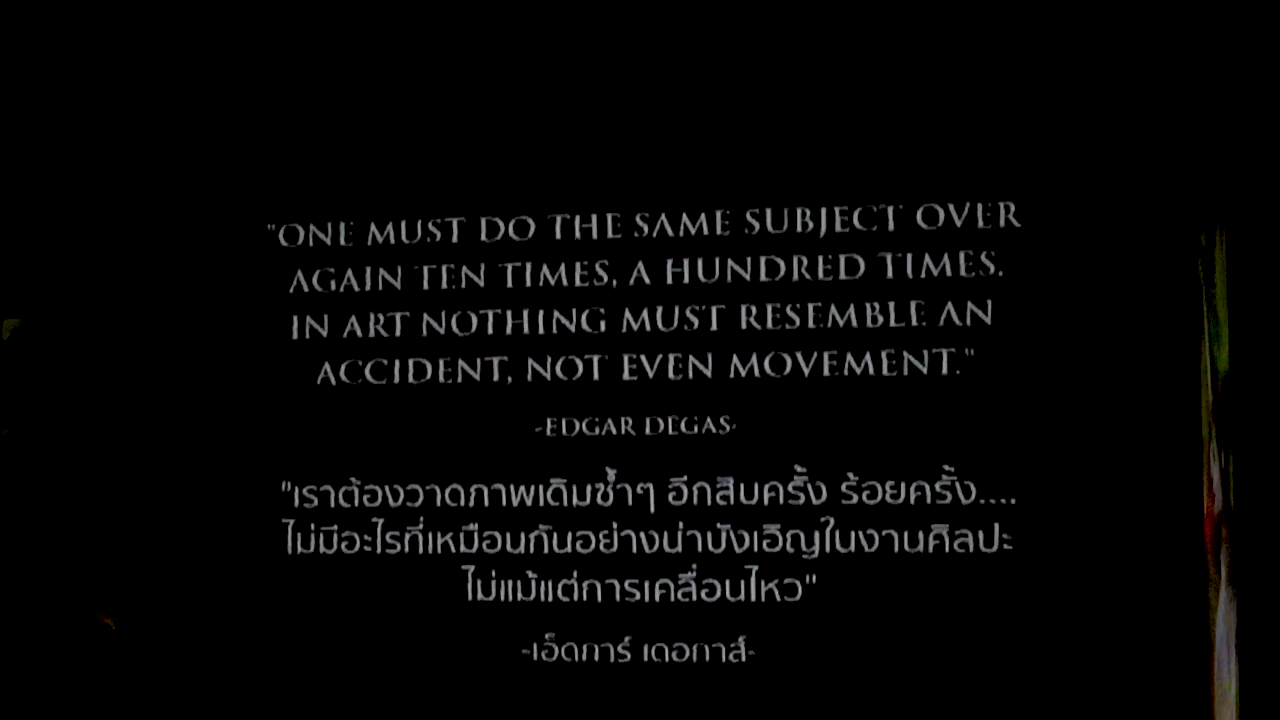 "ONE MUST DO THE SAME SUBJECT OVER
AGAIN TEN TIMES, A HUNDRED TIMES.
IN ART NOTHING MUST RESEMBLE AN
ACCIDENT, NOT EVEN MOVEMENT."
-EDGAR DEGAS-
"เราต้องวาดภาพเดิมซ้ำๆ อีกสิบครั้ง ร้อยครั้ง....
ไม่มีอะไรที่เหมือนกันอย่างน่าบังเอิญในงานศิลปะ
ไม่แม้แต่การเคลื่อนไหว"
-เอ็ดการ์ เดอกาส์-